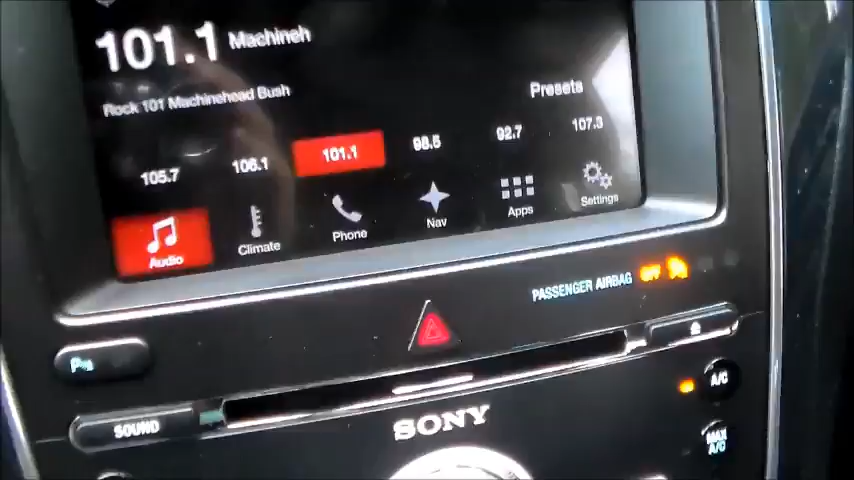 101.1 Machineh
Rock 101 Machinehead Bush
Presets
105.7 106.1 101.1 98.5 92.7 107.3
Audio Climate Phone Nav Apps Settings
PASSENGER AIRBAG OFF
SOUND
SONY
A/C
MAX
A/C